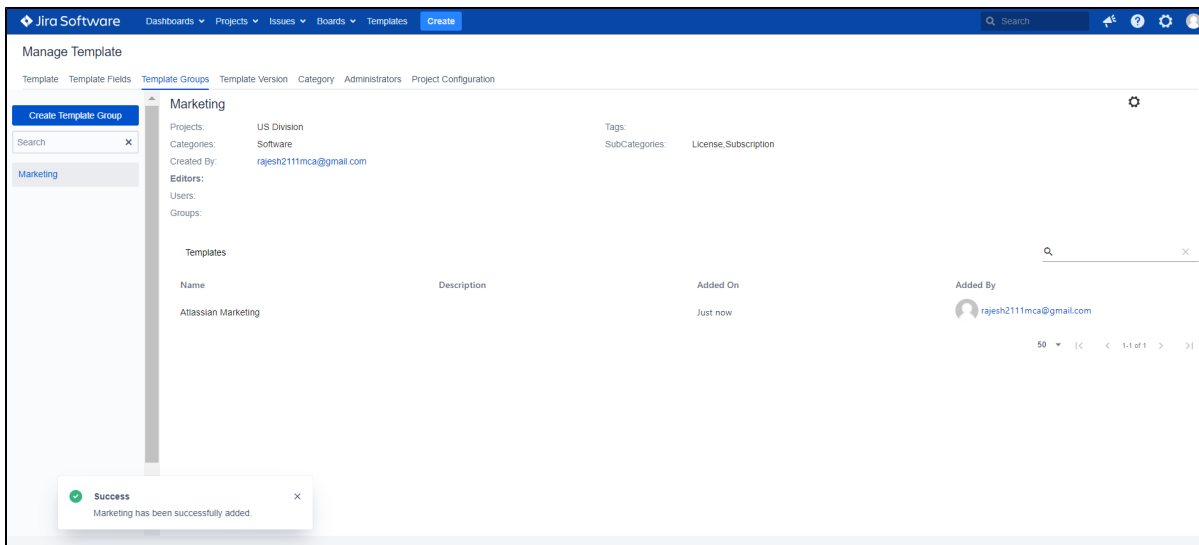 Jira Software Dashboards Projects Issues Boards Templates Create Search
Manage Template
Template Template Fields Template Groups Template Version Category Administrators Project Configuration
Create Template Group
Search
Marketing
Marketing
Projects: US Division Tags:
Categories: Software SubCategories: License,Subscription
Created By: rajesh2111mca@gmail.com
Editors:
Users:
Groups:
Templates
Name Description Added On Added By
Atlassian Marketing Just now rajesh2111mca@gmail.com
50 1-1 of 1
Success
Marketing has been successfully added.